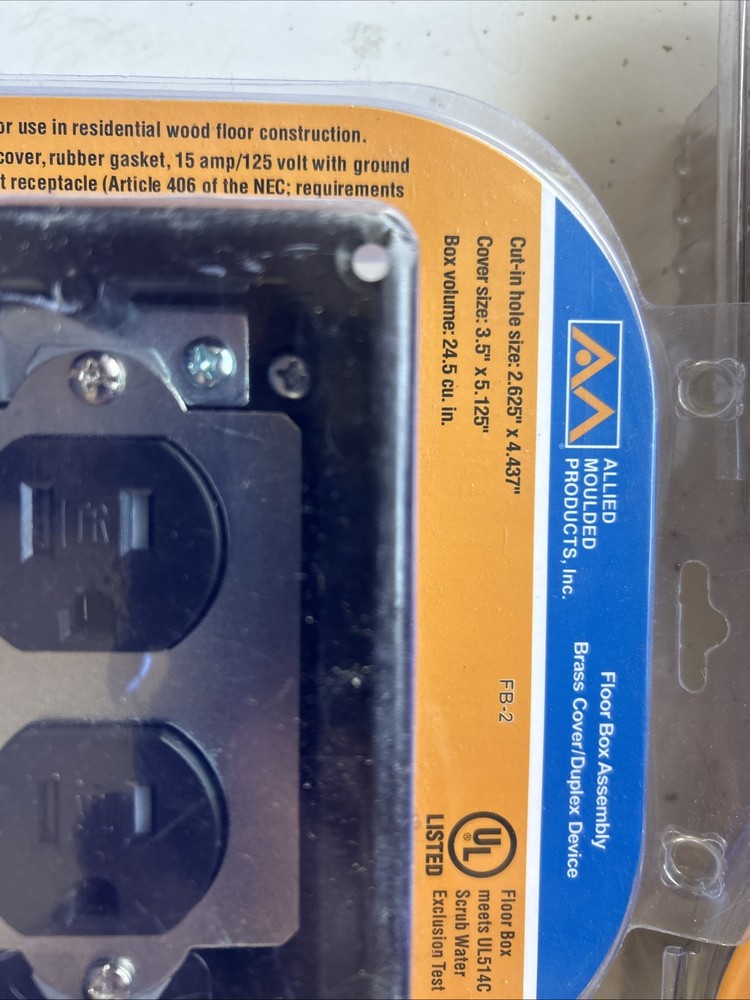 or use in residential wood floor construction.
cover, rubber gasket, 15 amp/125 volt with ground
t receptacle (Article 406 of the NEC: requirements
ALLIED
MOULDED
PRODUCTS, Inc.
Floor Box Assembly
Brass Cover/Duplex Device
Cut-in hole size: 2.625" x 4.437"
Cover size: 3.5" x 5.125"
Box volume: 24.5 cu. in.
FB-2
UL
®
LISTED
Floor Box
meets UL514C
Scrub Water
Exclusion Test
TR